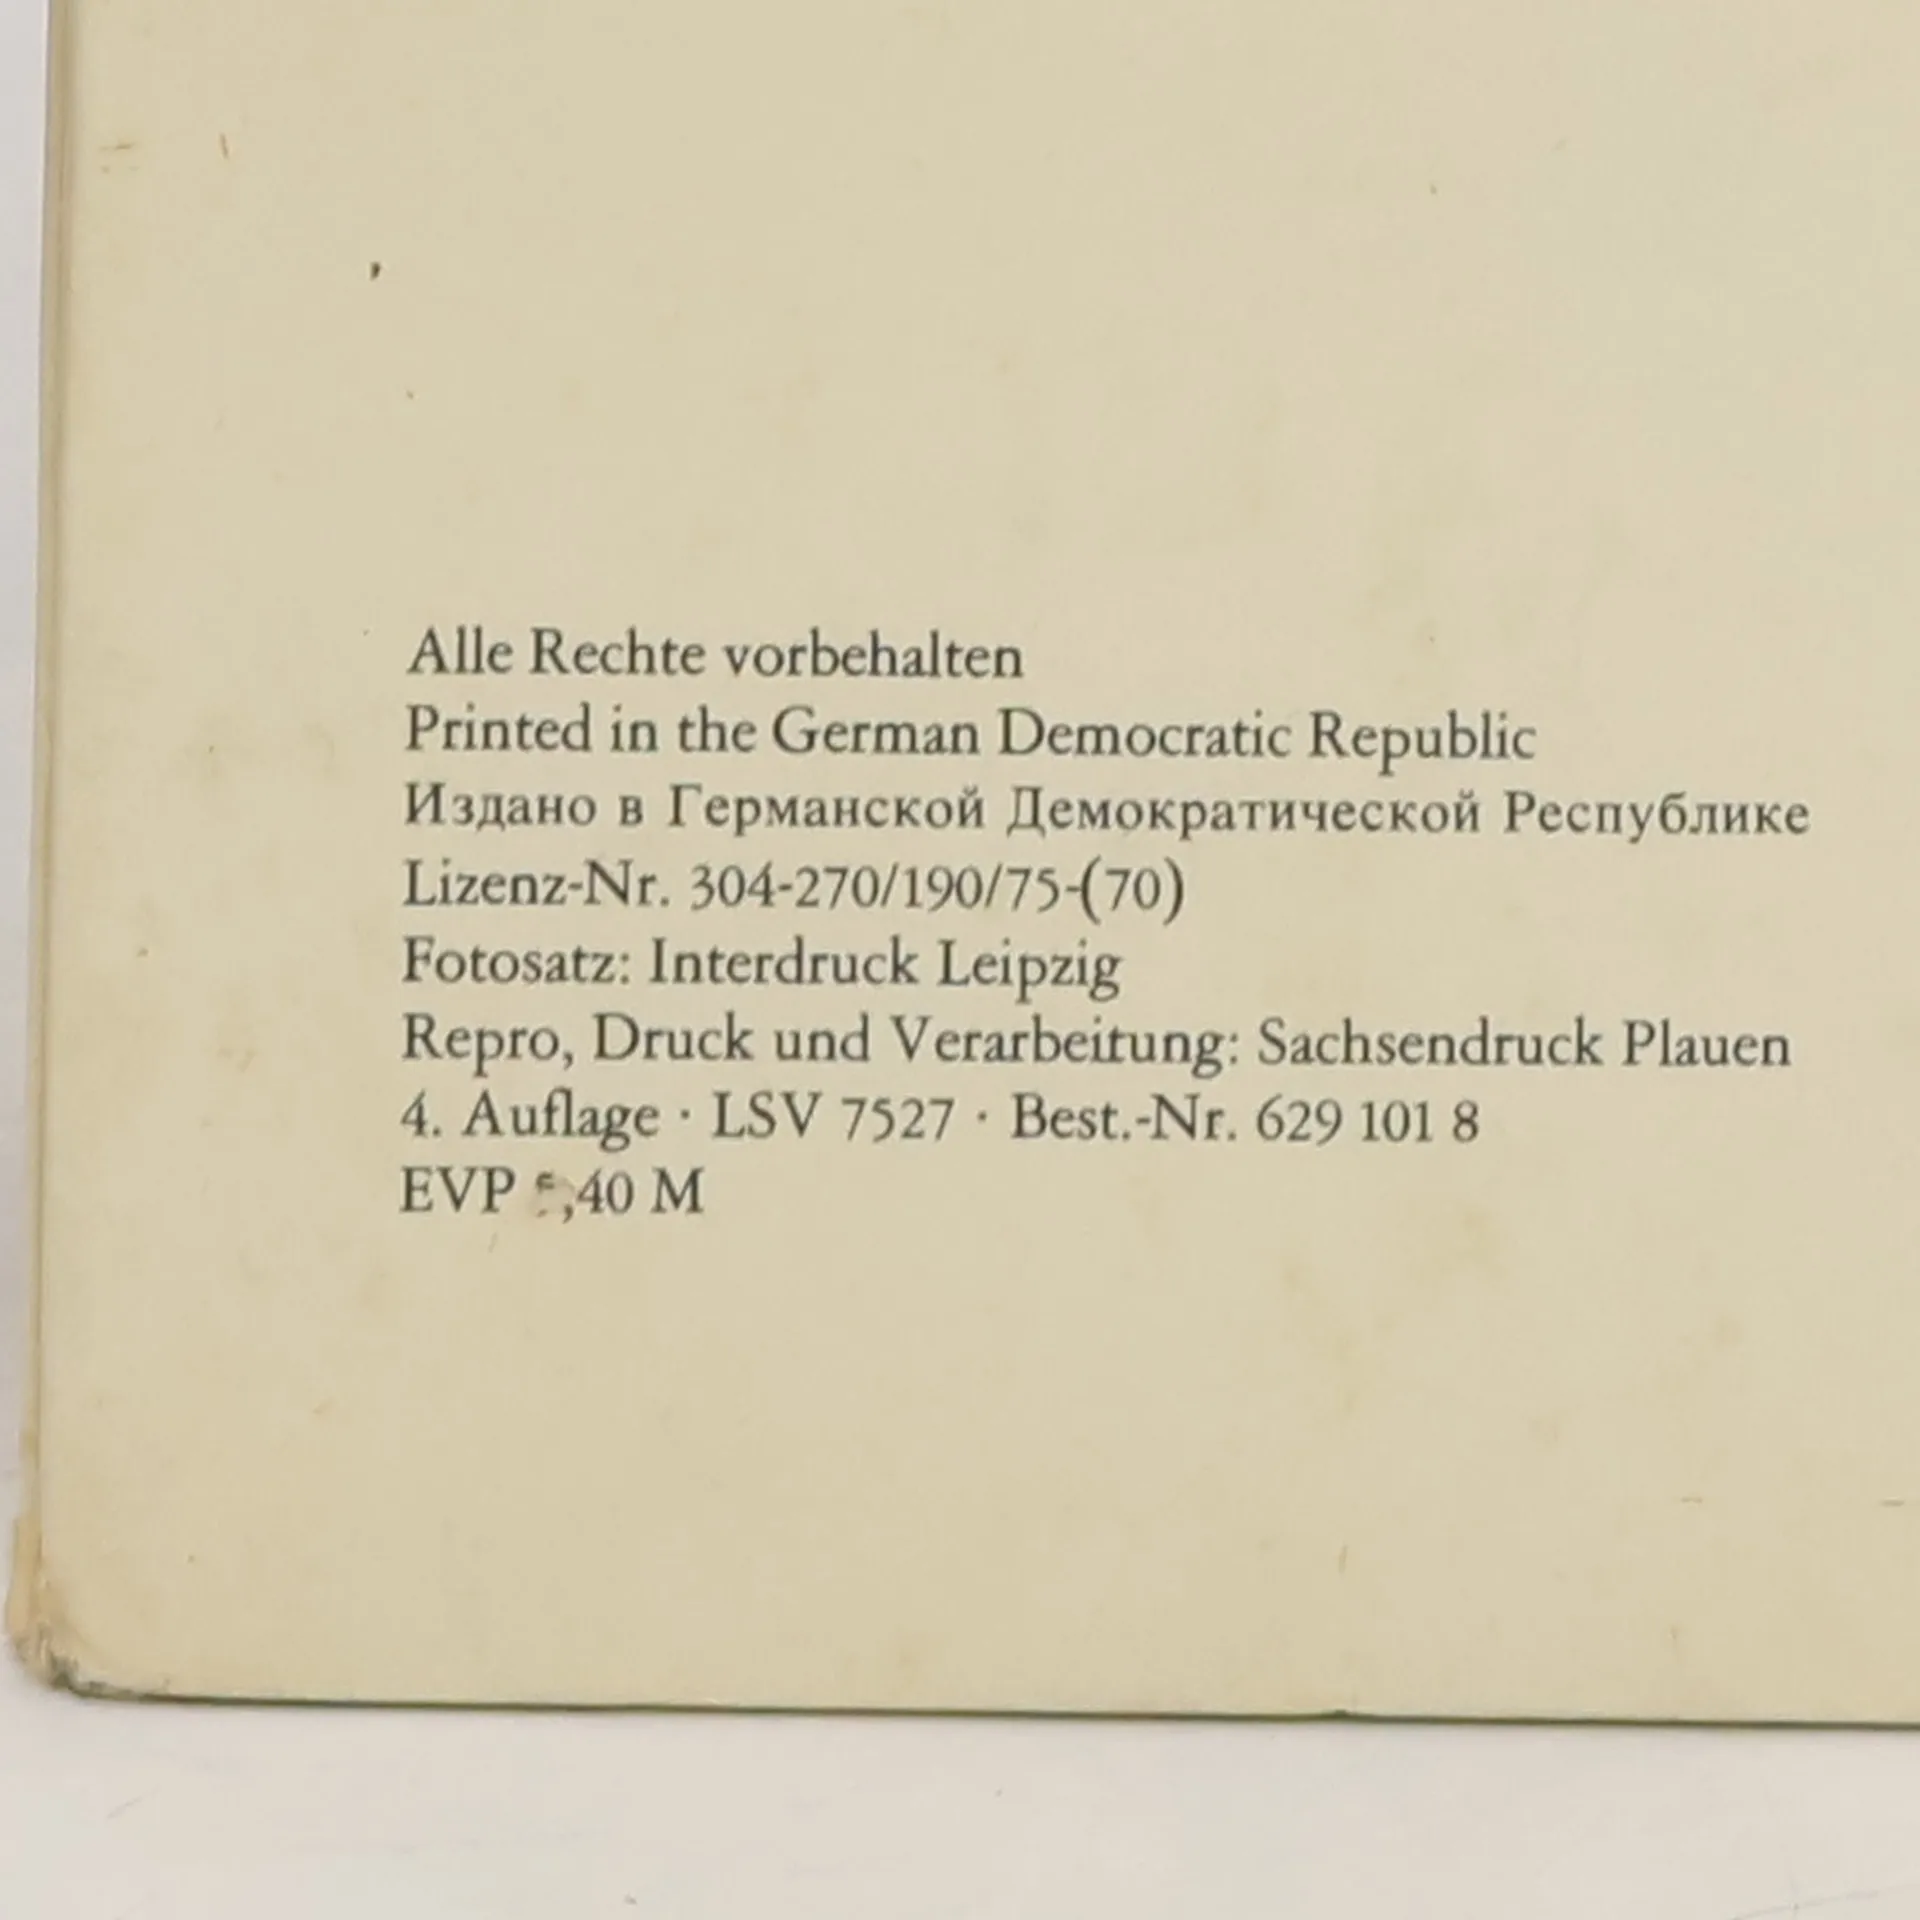 Alle Rechte vorbehalten
Printed in the German Democratic Republic
Издано в Германской Демократической Республике
Lizenz-Nr. 304-270/190/75-(70)
Fotosatz: Interdruck Leipzig
Repro, Druck und Verarbeitung: Sachsendruck Plauen
4. Auflage · LSV 7527 · Best.-Nr. 629 101 8
EVP ,40 M